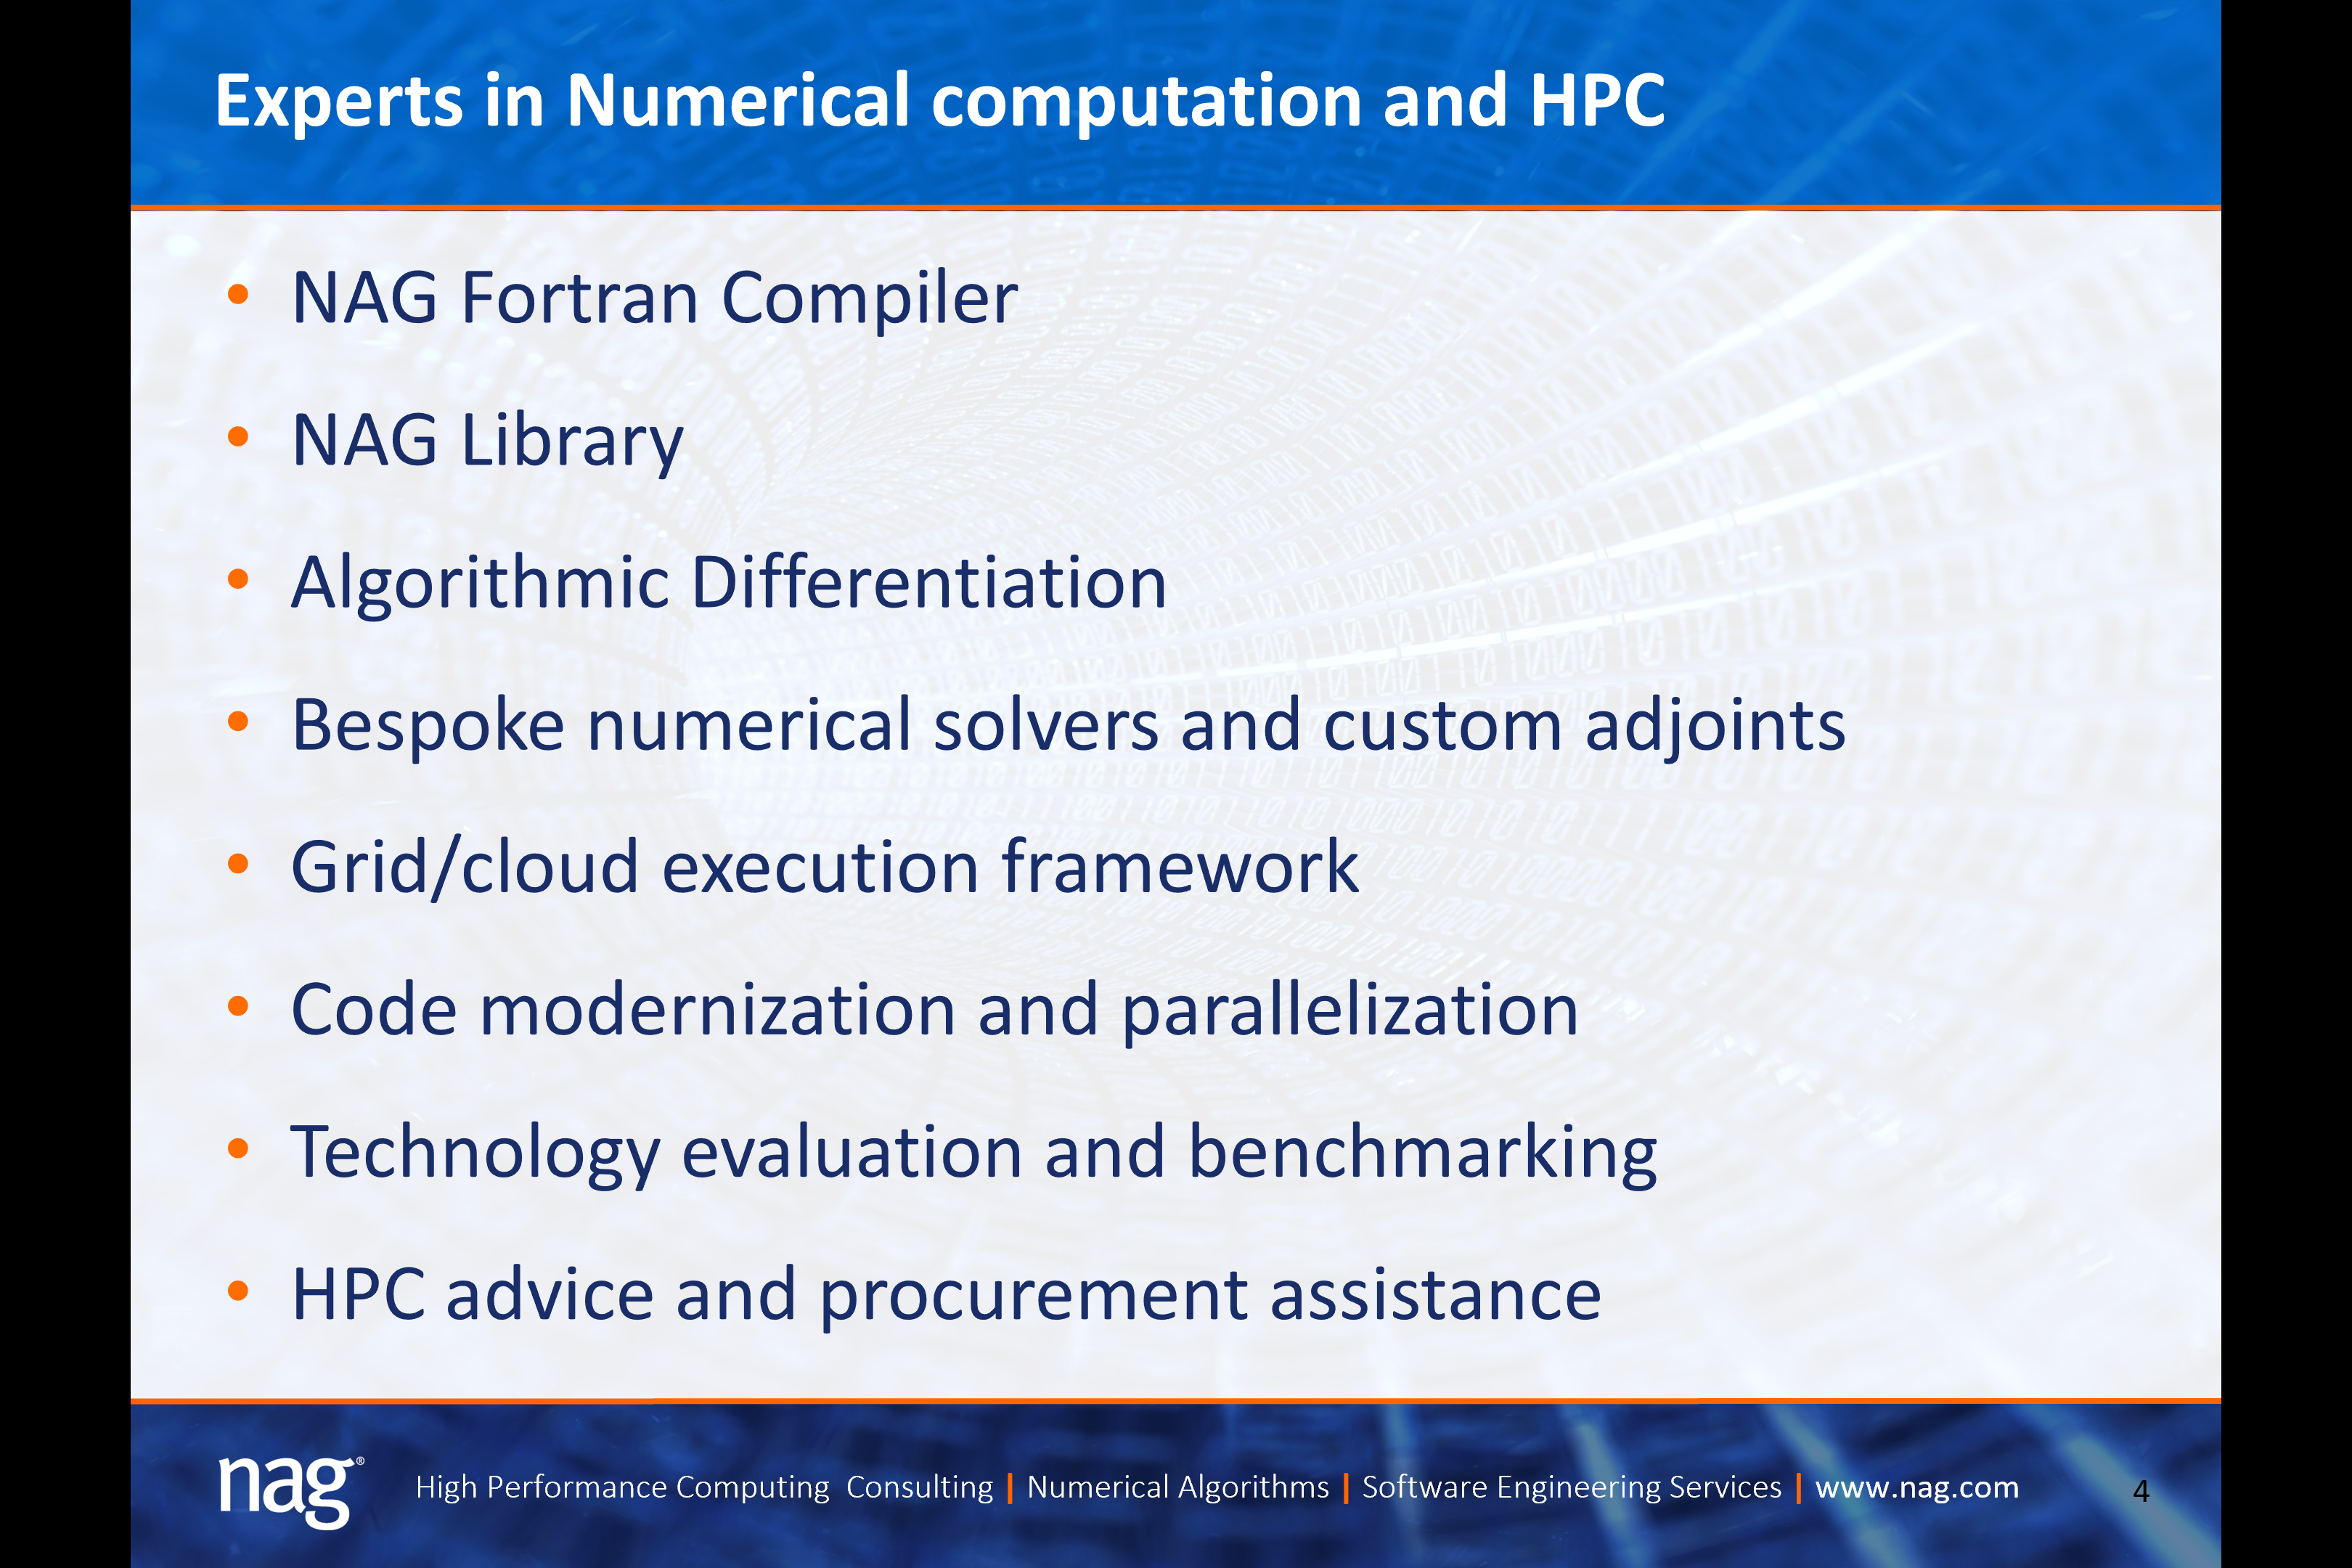 Experts in Numerical computation and HPC
• NAG Fortran Compiler
• NAG Library
• Algorithmic Differentiation
• Bespoke numerical solvers and custom adjoints
• Grid/cloud execution framework
• Code modernization and parallelization
• Technology evaluation and benchmarking
• HPC advice and procurement assistance
nag® High Performance Computing Consulting | Numerical Algorithms | Software Engineering Services | www.nag.com 4